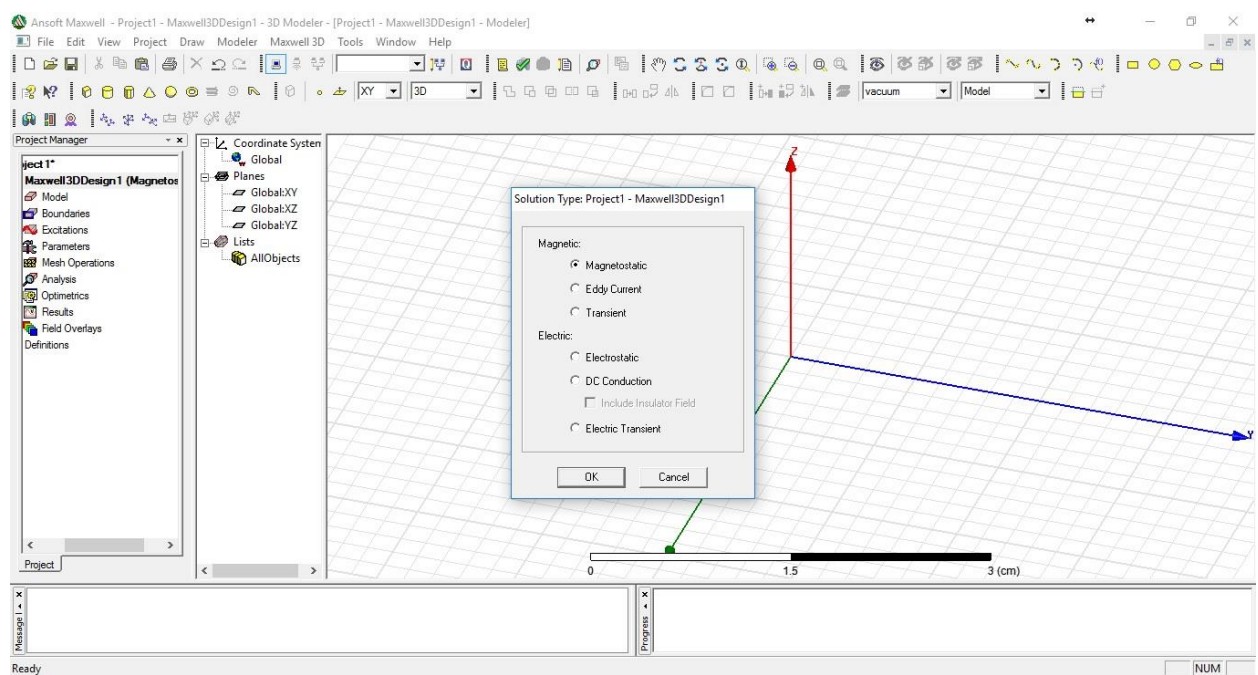 Ansoft Maxwell - Project1 - Maxwell3DDesign1 - 3D Modeler - [Project1 - Maxwell3DDesign1 - Modeler]
File Edit View Project Draw Modeler Maxwell 3D Tools Window Help
XY 3D vacuum Model
Project Manager
ject1*
Maxwell3DDesign1 (Magnetos
Model
Boundaries
Excitations
Parameters
Mesh Operations
Analysis
Optimetrics
Results
Field Overlays
Definitions
Project
Coordinate System
Global
Planes
Global:XY
Global:XZ
Global:YZ
Lists
AllObjects
Solution Type: Project1 - Maxwell3DDesign1
Magnetic:
Magnetostatic
Eddy Current
Transient
Electric:
Electrostatic
DC Conduction
Include Insulator Field
Electric Transient
OK Cancel
Z
Y
0 1.5 3 (cm)
Message
Progress
Ready NUM